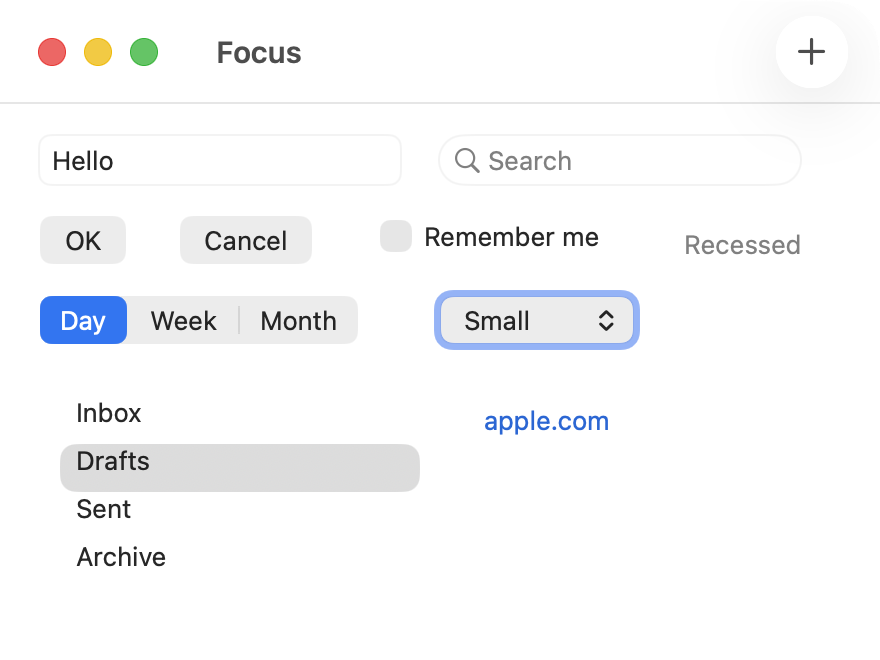 Focus
Hello
Search
OK
Cancel
Remember me
Recessed
Day
Week
Month
Small
Inbox
apple.com
Drafts
Sent
Archive